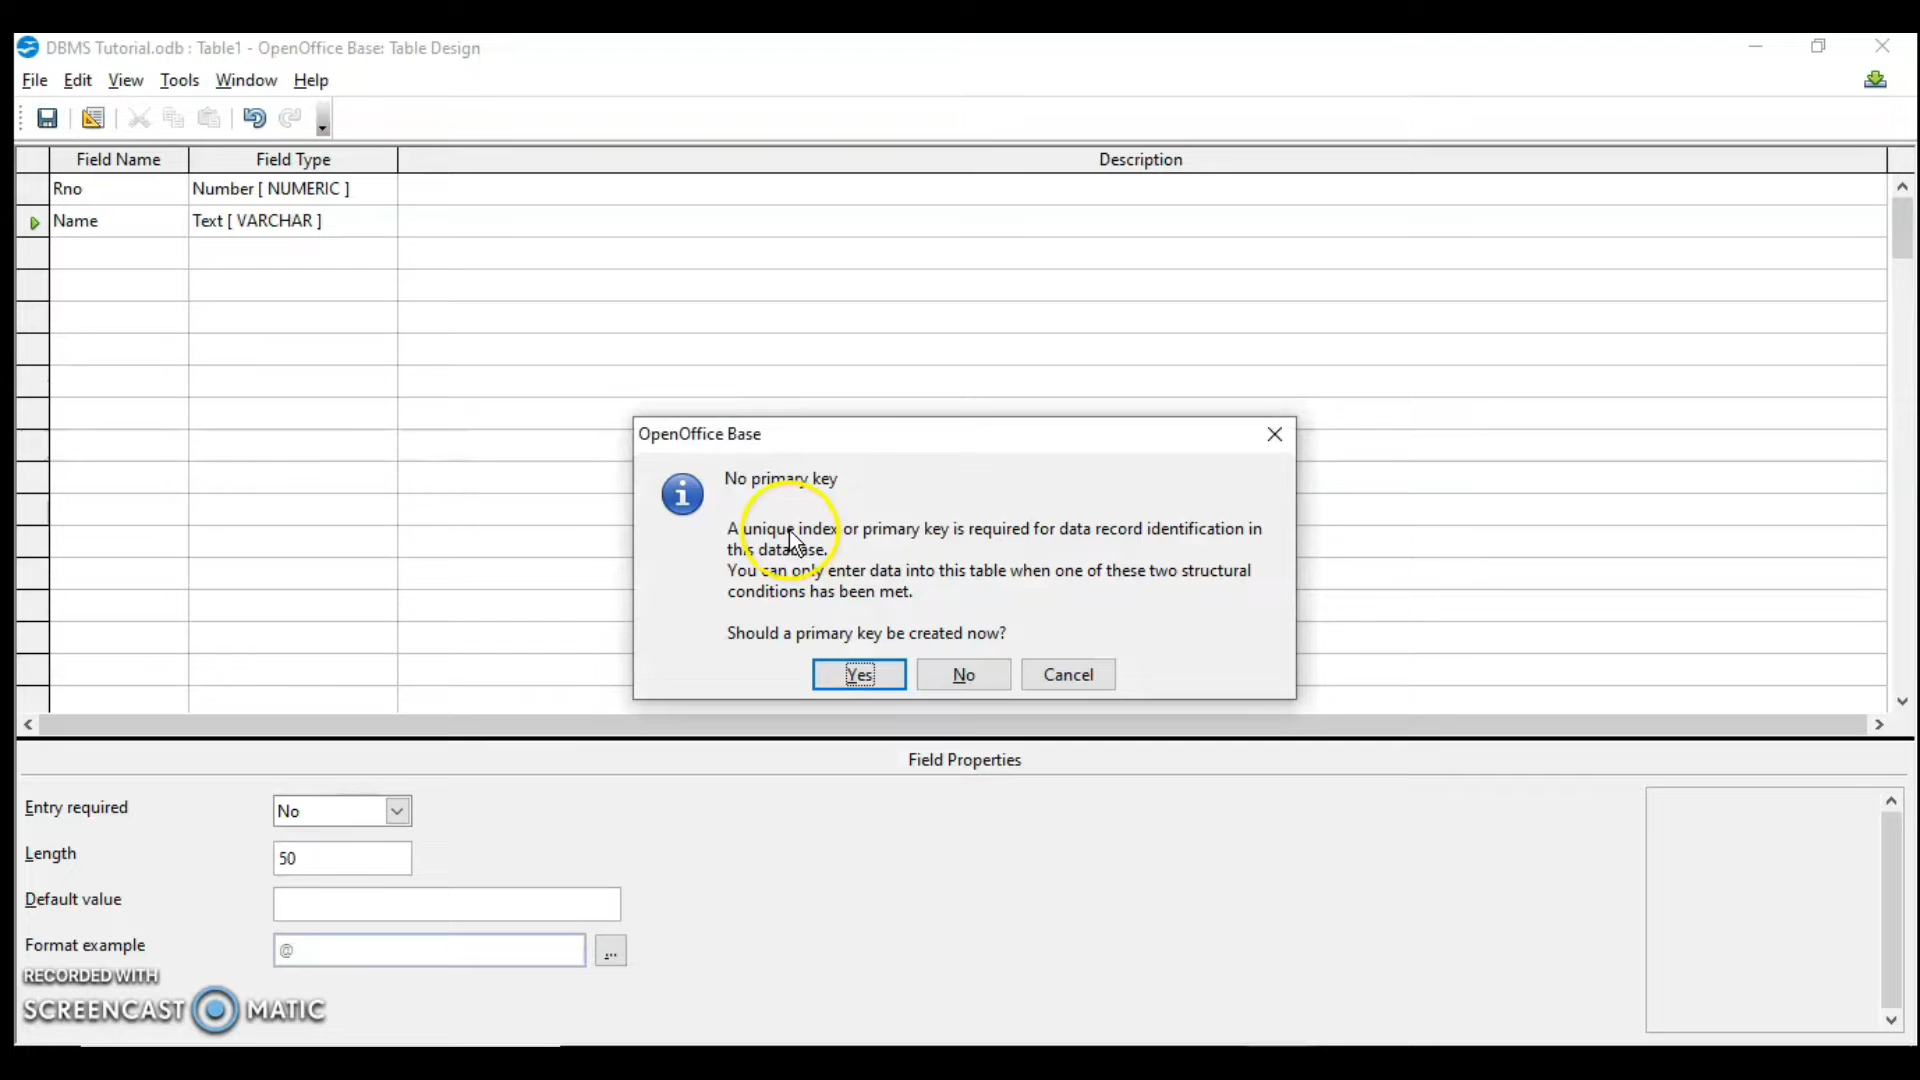 DBMS Tutorial.odb : Table1 - OpenOffice Base: Table Design
File Edit View Tools Window Help
Field Name Field Type Description
Rno Number [ NUMERIC ]
Name Text [ VARCHAR ]
OpenOffice Base
No primary key
A unique index or primary key is required for data record identification in
this database.
You can only enter data into this table when one of these two structural
conditions has been met.
Should a primary key be created now?
Yes No Cancel
Field Properties
Entry required No
Length 50
Default value
Format example @ ...
RECORDED WITH
SCREENCAST MATIC